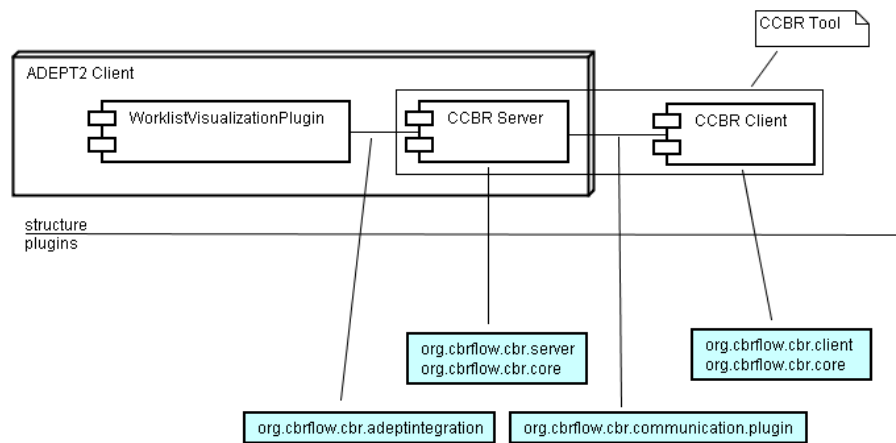 CCBR Tool
ADEPT2 Client
WorklistVisualizationPlugin
CCBR Server
CCBR Client
structure
plugins
org.cbrflow.cbr.server
org.cbrflow.cbr.core
org.cbrflow.cbr.client
org.cbrflow.cbr.core
org.cbrflow.cbr.adeptintegration
org.cbrflow.cbr.communication.plugin